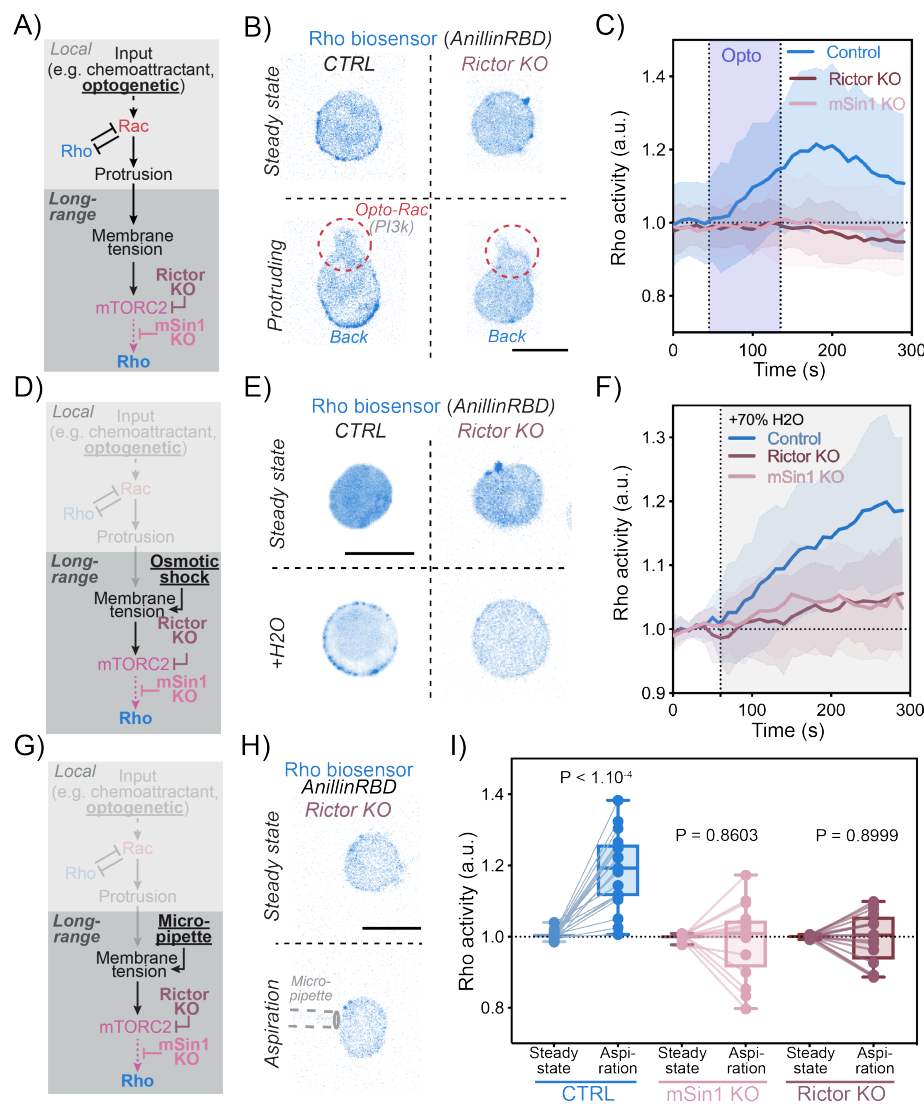 A)
Local
Input
(e.g. chemoattractant,
optogenetic)
Rac
Rho
Protrusion
Long-
range
Membrane
tension
Rictor
KO
mTORC2
mSin1
KO
Rho
B)
Rho biosensor (AnillinRBD)
CTRL
Rictor KO
Steady state
Protruding
Opto-Rac
(PI3k)
Back
Back
C)
Opto
Control
Rictor KO
mSin1 KO
Rho activity (a.u.)
1.4
1.2
1.0
0.8
0
100
200
300
Time (s)
D)
Local
Input
(e.g. chemoattractant,
optogenetic)
Rac
Rho
Protrusion
Long-
range
Osmotic
shock
Membrane
tension
Rictor
KO
mTORC2
mSin1
KO
Rho
E)
Rho biosensor (AnillinRBD)
CTRL
Rictor KO
Steady state
+H2O
F)
+70% H2O
Control
Rictor KO
mSin1 KO
Rho activity (a.u.)
1.3
1.2
1.1
1.0
0.9
0
100
200
300
Time (s)
G)
Local
Input
(e.g. chemoattractant,
optogenetic)
Rac
Rho
Protrusion
Long-
range
Micro-
pipette
Membrane
tension
Rictor
KO
mTORC2
mSin1
KO
Rho
H)
Rho biosensor
AnillinRBD
Rictor KO
Steady state
Aspiration
Micro-
pipette
I)
P < 1.10-4
P = 0.8603
P = 0.8999
Rho activity (a.u.)
1.4
1.2
1.0
0.8
Steady
state
Aspi-
ration
Steady
state
Aspi-
ration
Steady
state
Aspi-
ration
CTRL
mSin1 KO
Rictor KO